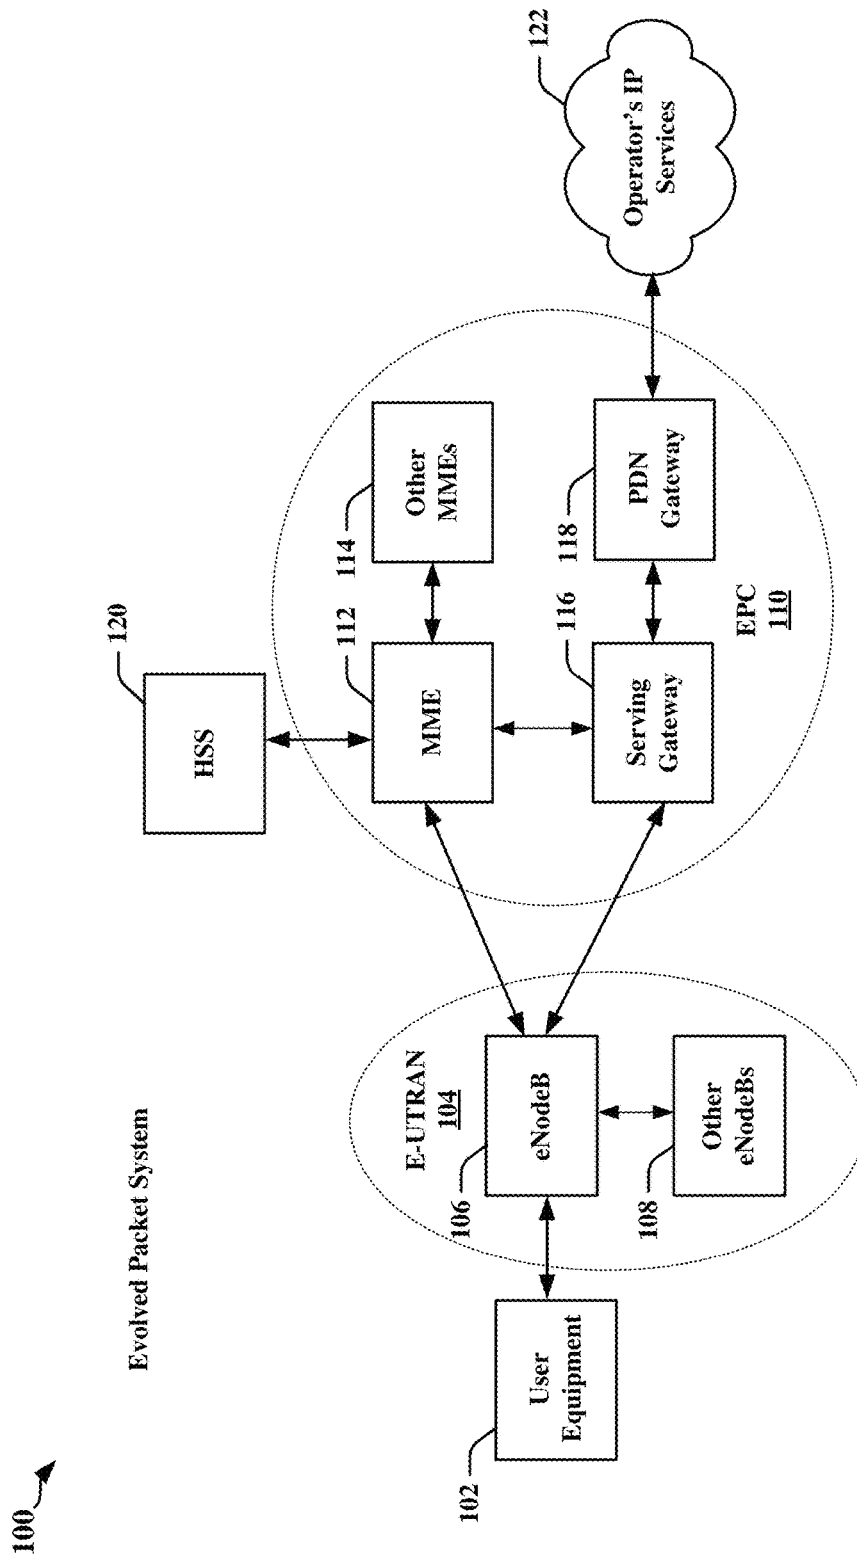 100
Evolved Packet System
120
HSS
112
MME
114
Other
MMEs
E-UTRAN
104
106
eNodeB
102
User
Equipment
108
Other
eNodeBs
116
Serving
Gateway
118
PDN
Gateway
EPC
110
122
Operator's IP
Services